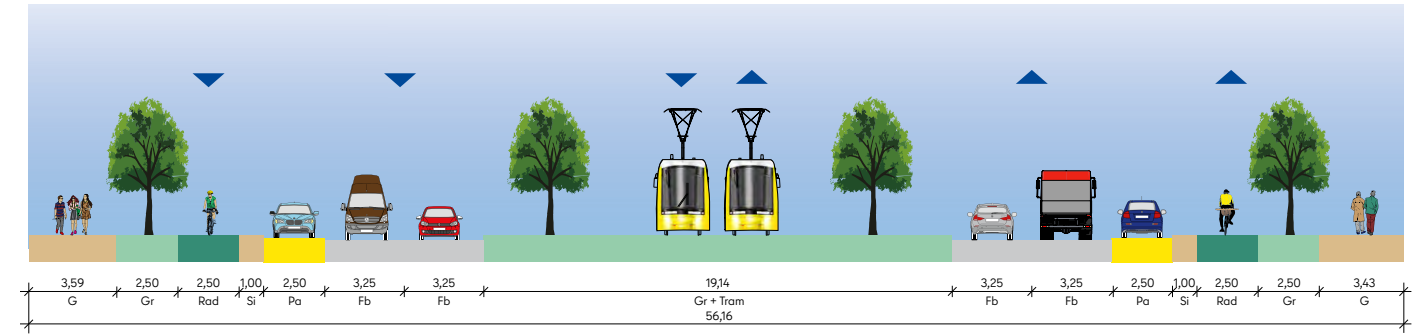 3,59 2,50 2,50 1,00 2,50 3,25 3,25 19,14 3,25 3,25 2,50 1,00 2,50 2,50 3,43
G Gr Rad Si Pa Fb Fb Gr + Tram Fb Fb Pa Si Rad Gr G
56,16